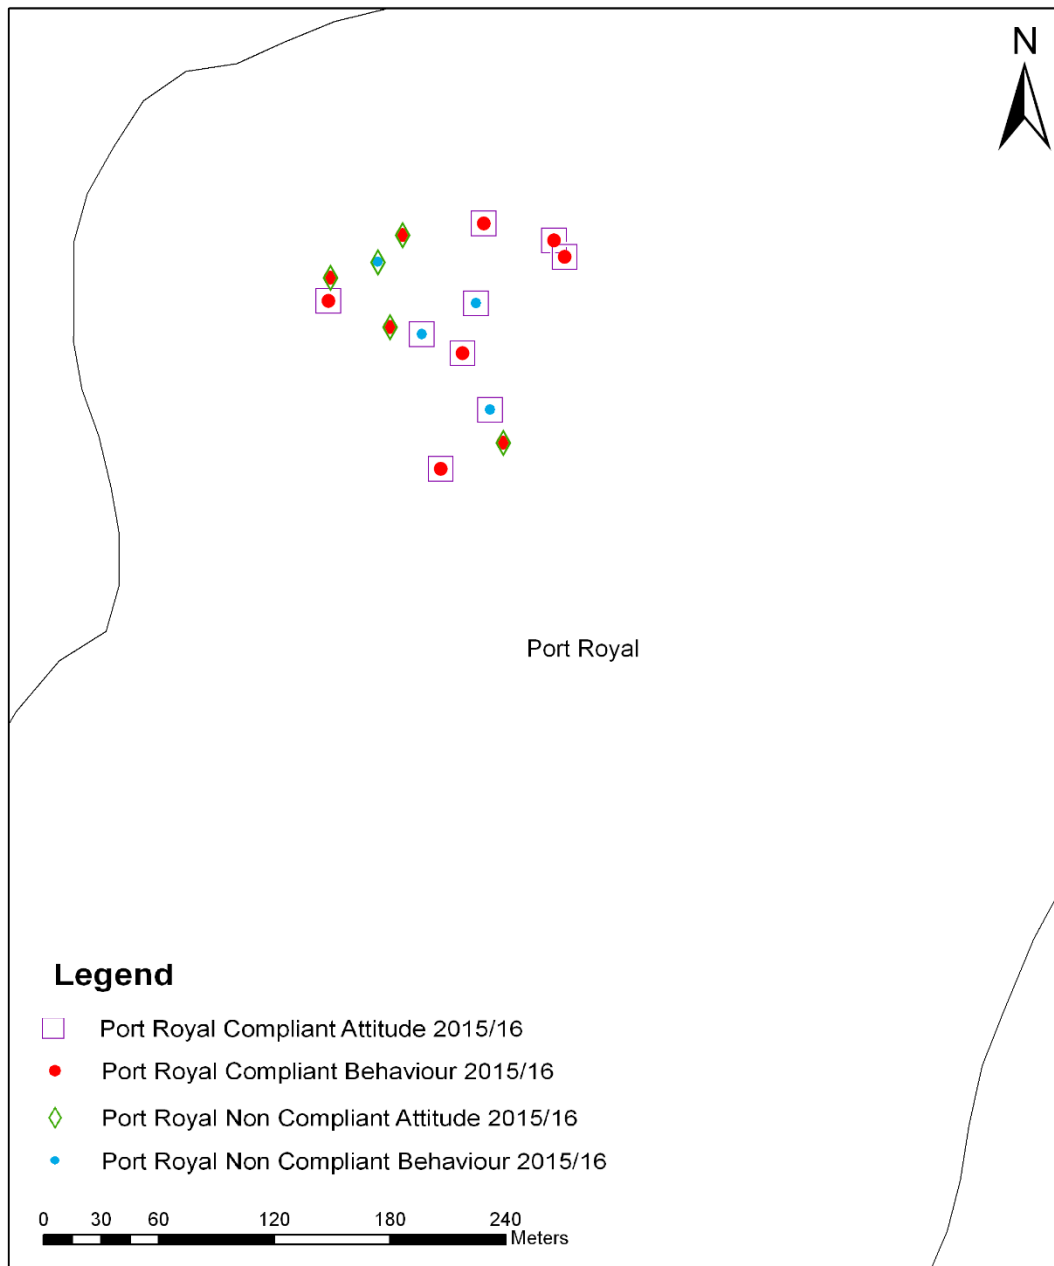 N
Port Royal
Legend
Port Royal Compliant Attitude 2015/16
Port Royal Compliant Behaviour 2015/16
Port Royal Non Compliant Attitude 2015/16
Port Royal Non Compliant Behaviour 2015/16
0 30 60 120 180 240
Meters